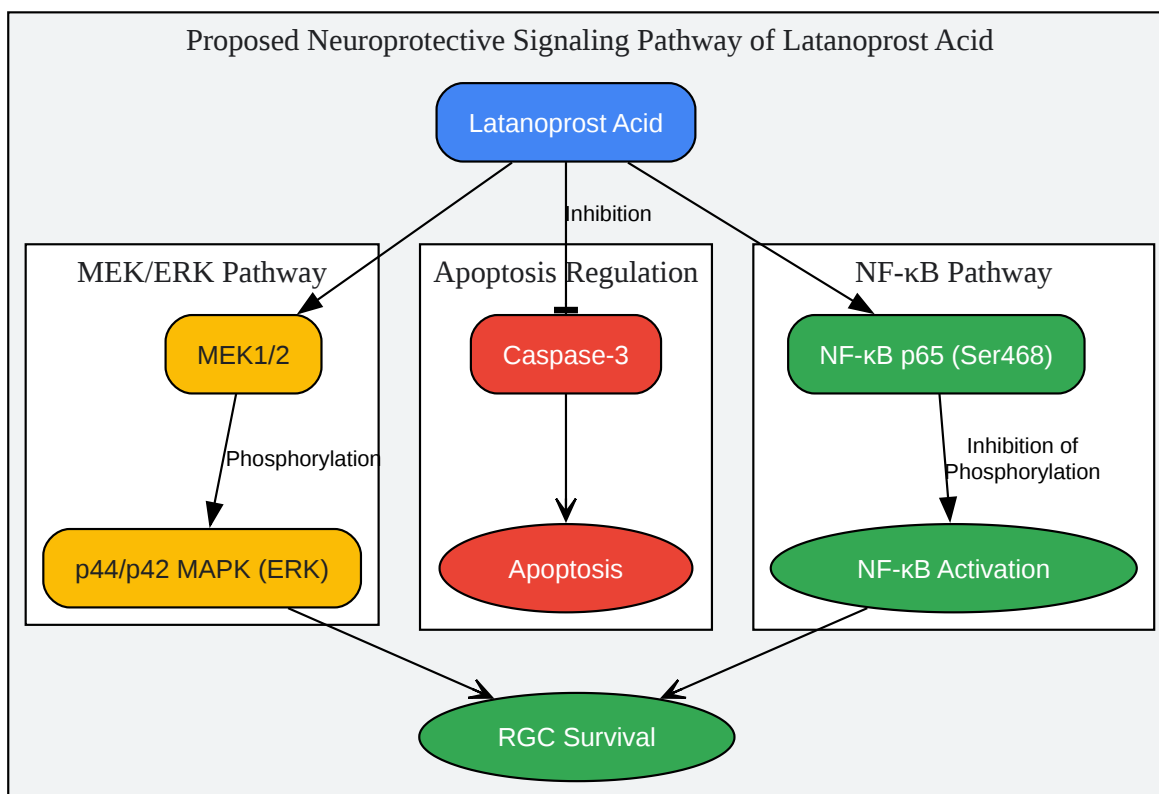 Proposed Neuroprotective Signaling Pathway of Latanoprost Acid
Latanoprost Acid
Inhibition
MEK/ERK Pathway
Apoptosis Regulation
NF-κB Pathway
MEK1/2
Caspase-3
NF-κB p65 (Ser468)
Phosphorylation
Inhibition of
Phosphorylation
p44/p42 MAPK (ERK)
Apoptosis
NF-κB Activation
RGC Survival